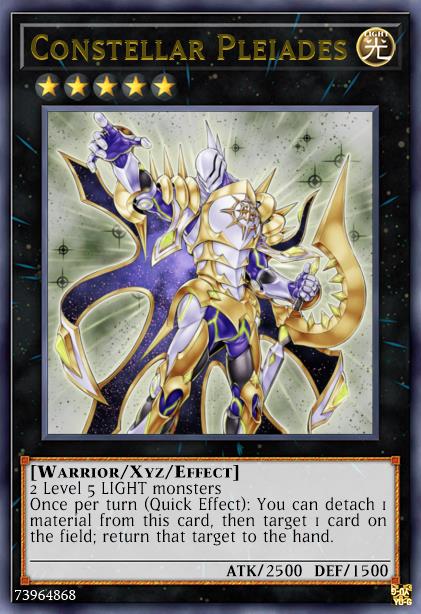 CONSTELLAR PLEIADES
LIGHT
光
[WARRIOR/XYZ/EFFECT]
2 Level 5 LIGHT monsters
Once per turn (Quick Effect): You can detach 1
material from this card, then target 1 card on
the field; return that target to the hand.
ATK/2500 DEF/1500
73964868